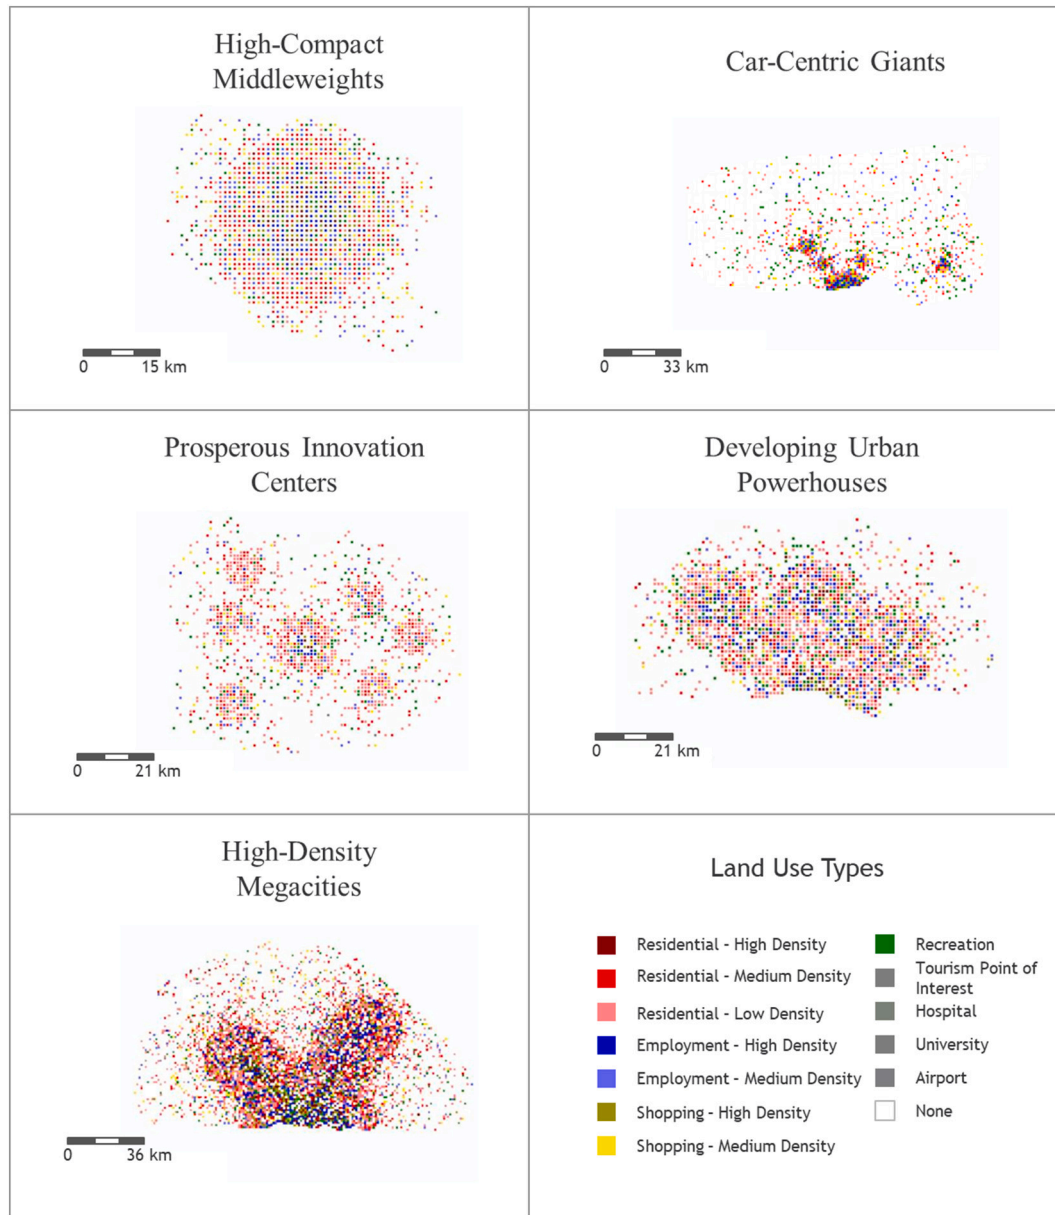 High-Compact
Middleweights
0 15 km
Car-Centric Giants
0 33 km
Prosperous Innovation
Centers
0 21 km
Developing Urban
Powerhouses
0 21 km
High-Density
Megacities
0 36 km
Land Use Types
Residential - High Density
Residential - Medium Density
Residential - Low Density
Employment - High Density
Employment - Medium Density
Shopping - High Density
Shopping - Medium Density
Recreation
Tourism Point of
Interest
Hospital
University
Airport
None